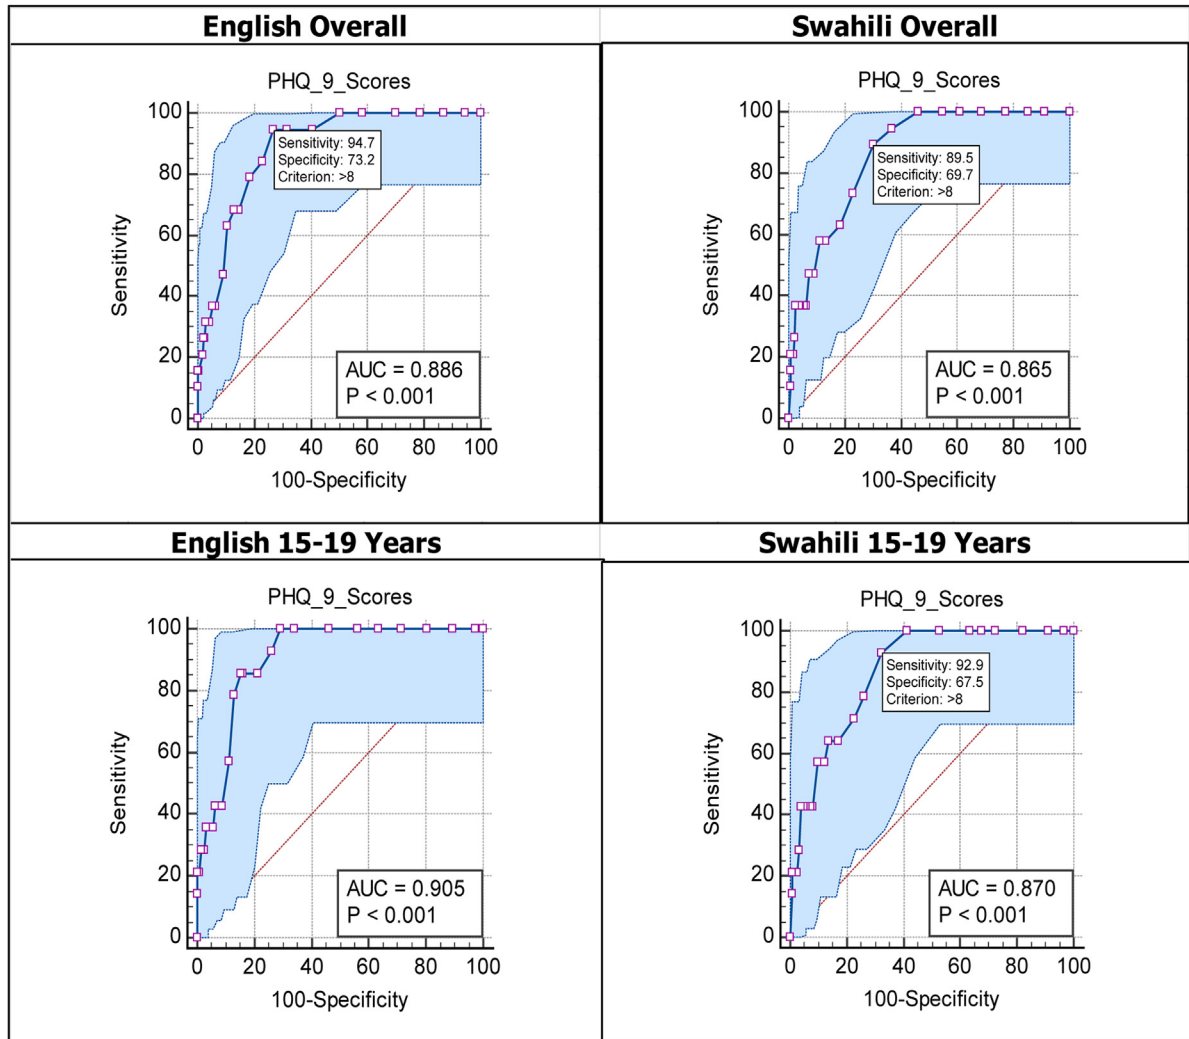 English Overall
PHQ_9_Scores
100
80
60
40
20
0
Sensitivity
Sensitivity: 94.7
Specificity: 73.2
Criterion: >8
AUC = 0.886
P < 0.001
0 20 40 60 80 100
100-Specificity
Swahili Overall
PHQ_9_Scores
100
80
60
40
20
0
Sensitivity
Sensitivity: 89.5
Specificity: 69.7
Criterion: >8
AUC = 0.865
P < 0.001
0 20 40 60 80 100
100-Specificity
English 15-19 Years
PHQ_9_Scores
100
80
60
40
20
0
Sensitivity
AUC = 0.905
P < 0.001
0 20 40 60 80 100
100-Specificity
Swahili 15-19 Years
PHQ_9_Scores
100
80
60
40
20
0
Sensitivity
Sensitivity: 92.9
Specificity: 67.5
Criterion: >8
AUC = 0.870
P < 0.001
0 20 40 60 80 100
100-Specificity